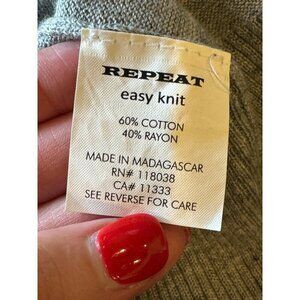 REPEAT
easy knit
60% COTTON
40% RAYON
MADE IN MADAGASCAR
RN# 118038
CA# 11333
SEE REVERSE FOR CARE